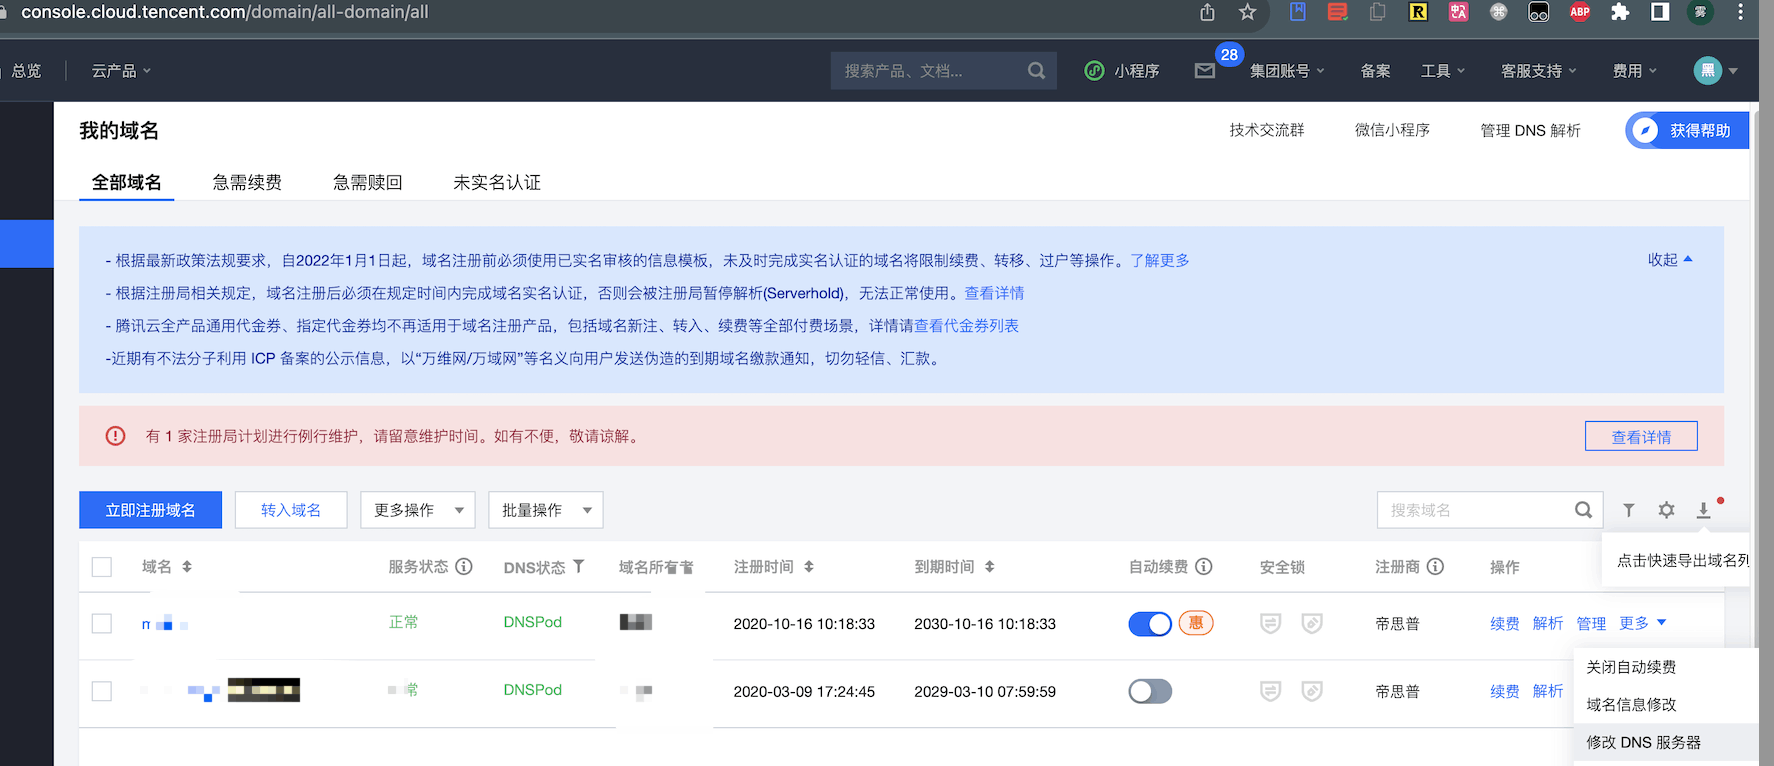 console.cloud.tencent.com/domain/all-domain/all
总览 云产品 搜索产品、文档... 小程序 28 集团账号 备案 工具 客服支持 费用 黑
我的域名 技术交流群 微信小程序 管理 DNS 解析 获得帮助
全部域名 急需续费 急需赎回 未实名认证
- 根据最新政策法规要求，自2022年1月1日起，域名注册前必须使用已实名审核的信息模板，未及时完成实名认证的域名将限制续费、转移、过户等操作。了解更多 收起
- 根据注册局相关规定，域名注册后必须在规定时间内完成域名实名认证，否则会被注册局暂停解析(Serverhold)，无法正常使用。查看详情
- 腾讯云全产品通用代金券、指定代金券均不再适用于域名注册产品，包括域名新注、转入、续费等全部付费场景，详情请查看代金券列表
-近期有不法分子利用 ICP 备案的公示信息，以“万维网/万域网”等名义向用户发送伪造的到期域名缴款通知，切勿轻信、汇款。
有 1 家注册局计划进行例行维护，请留意维护时间。如有不便，敬请谅解。 查看详情
立即注册域名 转入域名 更多操作 批量操作 搜索域名
点击快速导出域名列
域名 服务状态 DNS状态 域名所有者 注册时间 到期时间 自动续费 安全锁 注册商 操作
正常 DNSPod 2020-10-16 10:18:33 2030-10-16 10:18:33 惠 帝思普 续费 解析 管理 更多
常 DNSPod 2020-03-09 17:24:45 2029-03-10 07:59:59 帝思普 续费 解析
关闭自动续费
域名信息修改
修改 DNS 服务器